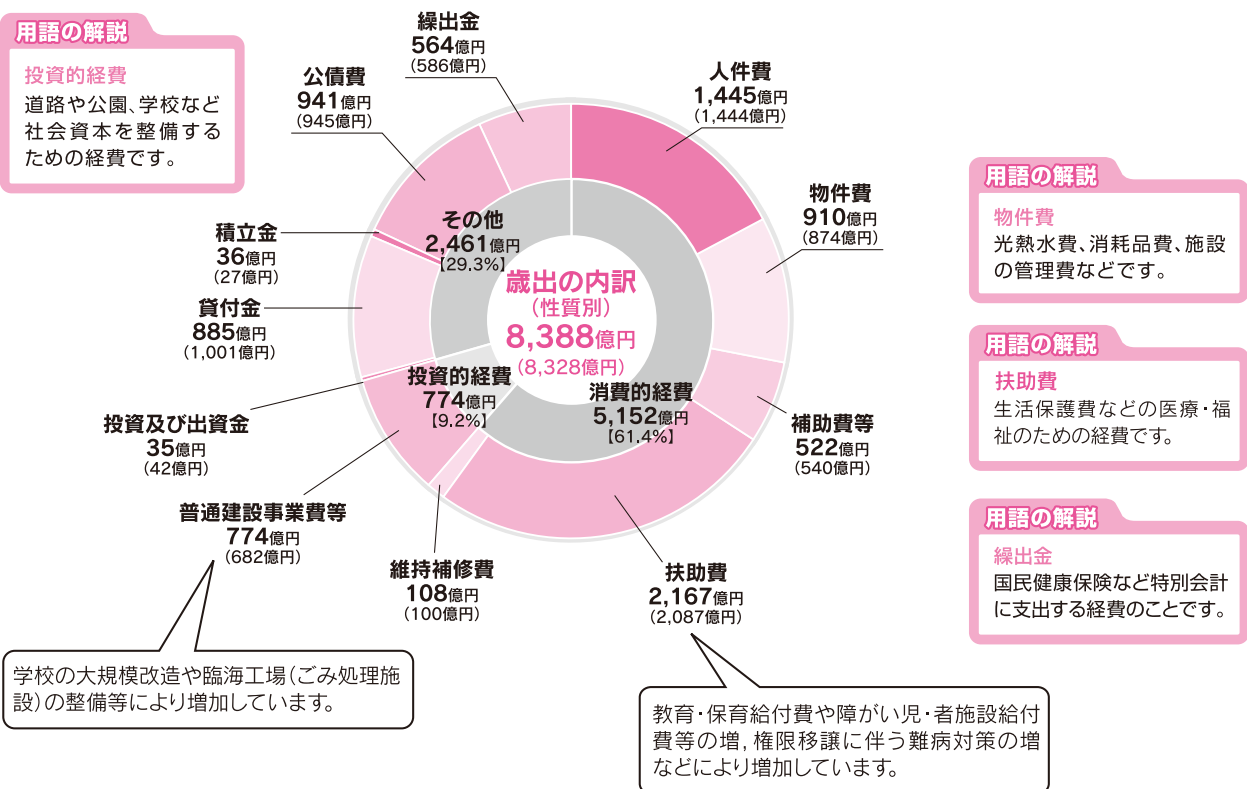 用語の解説
投資的経費
道路や公園、学校など
社会資本を整備する
ための経費です。
繰出金
564億円
(586億円)
公債費
941億円
(945億円)
積立金
36億円
(27億円)
貸付金
885億円
(1,001億円)
投資及び出資金
35億円
(42億円)
普通建設事業費等
774億円
(682億円)
学校の大規模改造や臨海工場(ごみ処理施
設)の整備等により増加しています。
維持補修費
108億円
(100億円)
人件費
1,445億円
(1,444億円)
物件費
910億円
(874億円)
補助費等
522億円
(540億円)
扶助費
2,167億円
(2,087億円)
教育・保育給付費や障がい児・者施設給付
費等の増,権限移譲に伴う難病対策の増
などにより増加しています。
その他
2,461億円
【29.3%】
歳出の内訳
(性質別)
8,388億円
(8,328億円)
投資的経費
774億円
【9.2%】
消費的経費
5,152億円
【61.4%】
用語の解説
物件費
光熱水費、消耗品費、施設
の管理費などです。
用語の解説
扶助費
生活保護費などの医療・福
祉のための経費です。
用語の解説
繰出金
国民健康保険など特別会計
に支出する経費のことです。